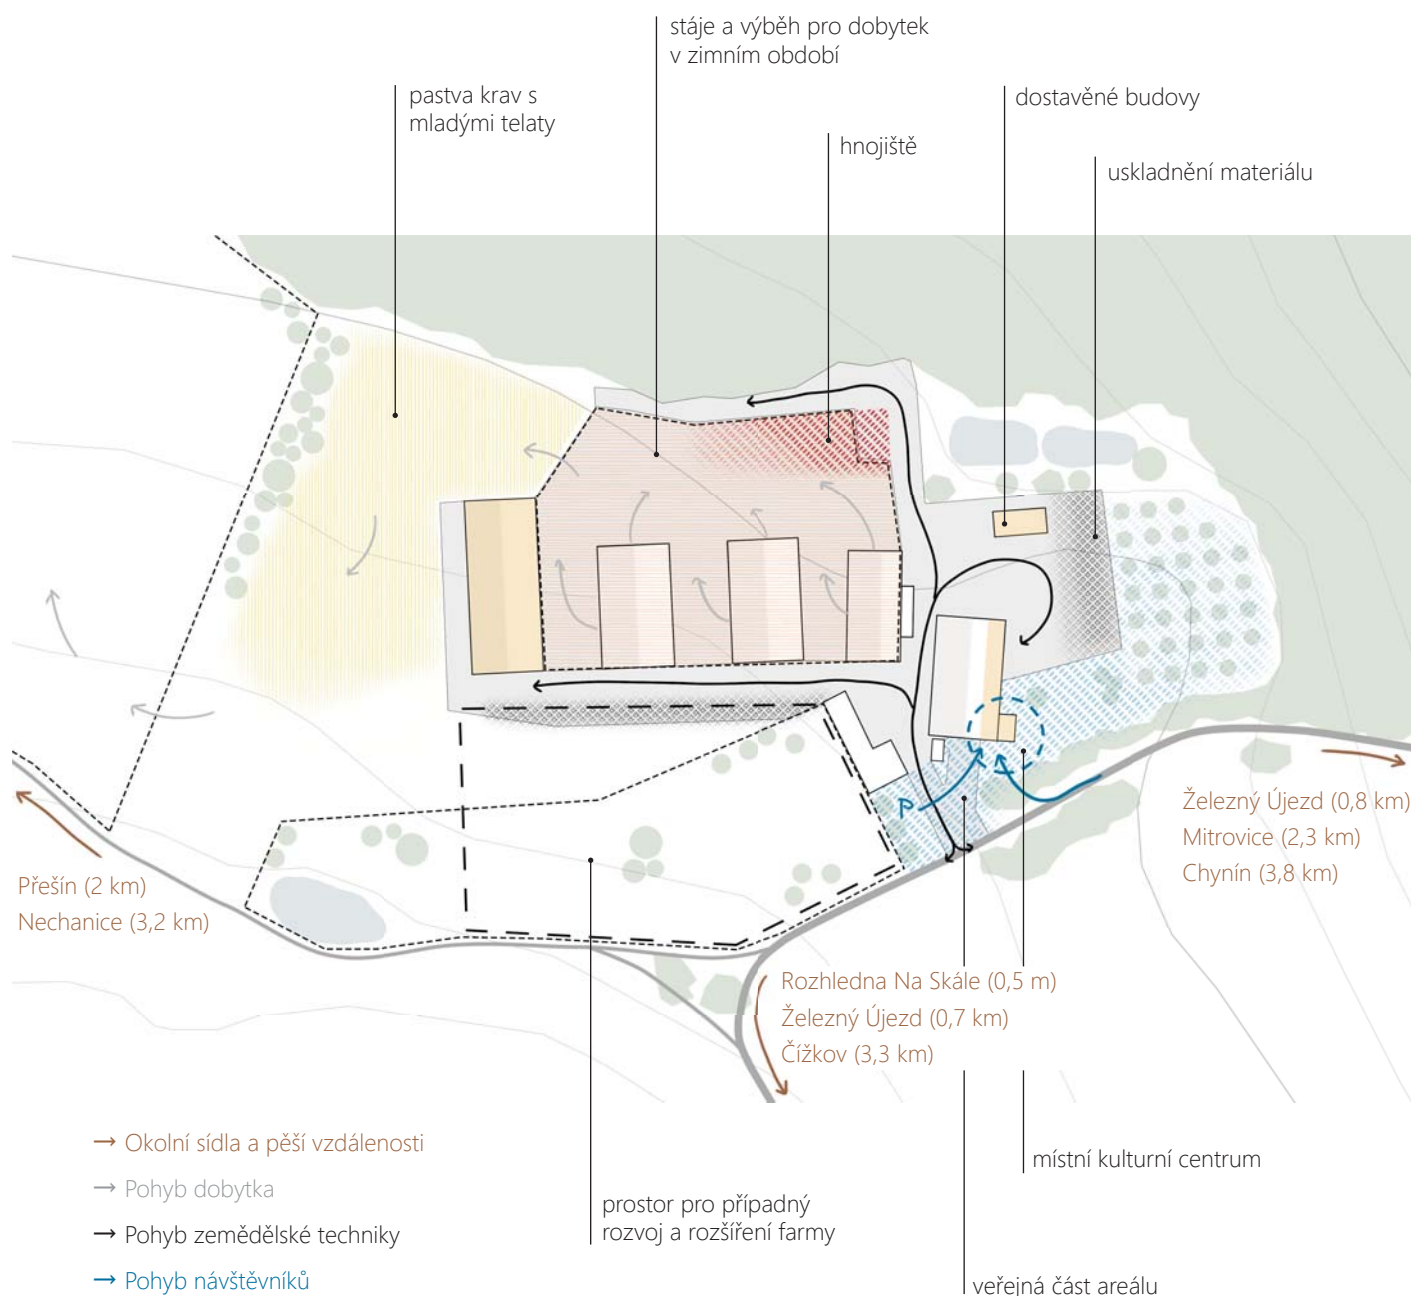 stáje a výběh pro dobytek
v zimním období
pastva krav s
mladými telaty
dostavěné budovy
hnojiště
uskladnění materiálu
P
Železný Újezd (0,8 km)
Mitrovice (2,3 km)
Chynín (3,8 km)
Přešín (2 km)
Nechanice (3,2 km)
Rozhledna Na Skále (0,5 m)
Železný Újezd (0,7 km)
Čížkov (3,3 km)
→ Okolní sídla a pěší vzdálenosti
→ Pohyb dobytka
→ Pohyb zemědělské techniky
→ Pohyb návštěvníků
místní kulturní centrum
prostor pro případný
rozvoj a rozšíření farmy
veřejná část areálu